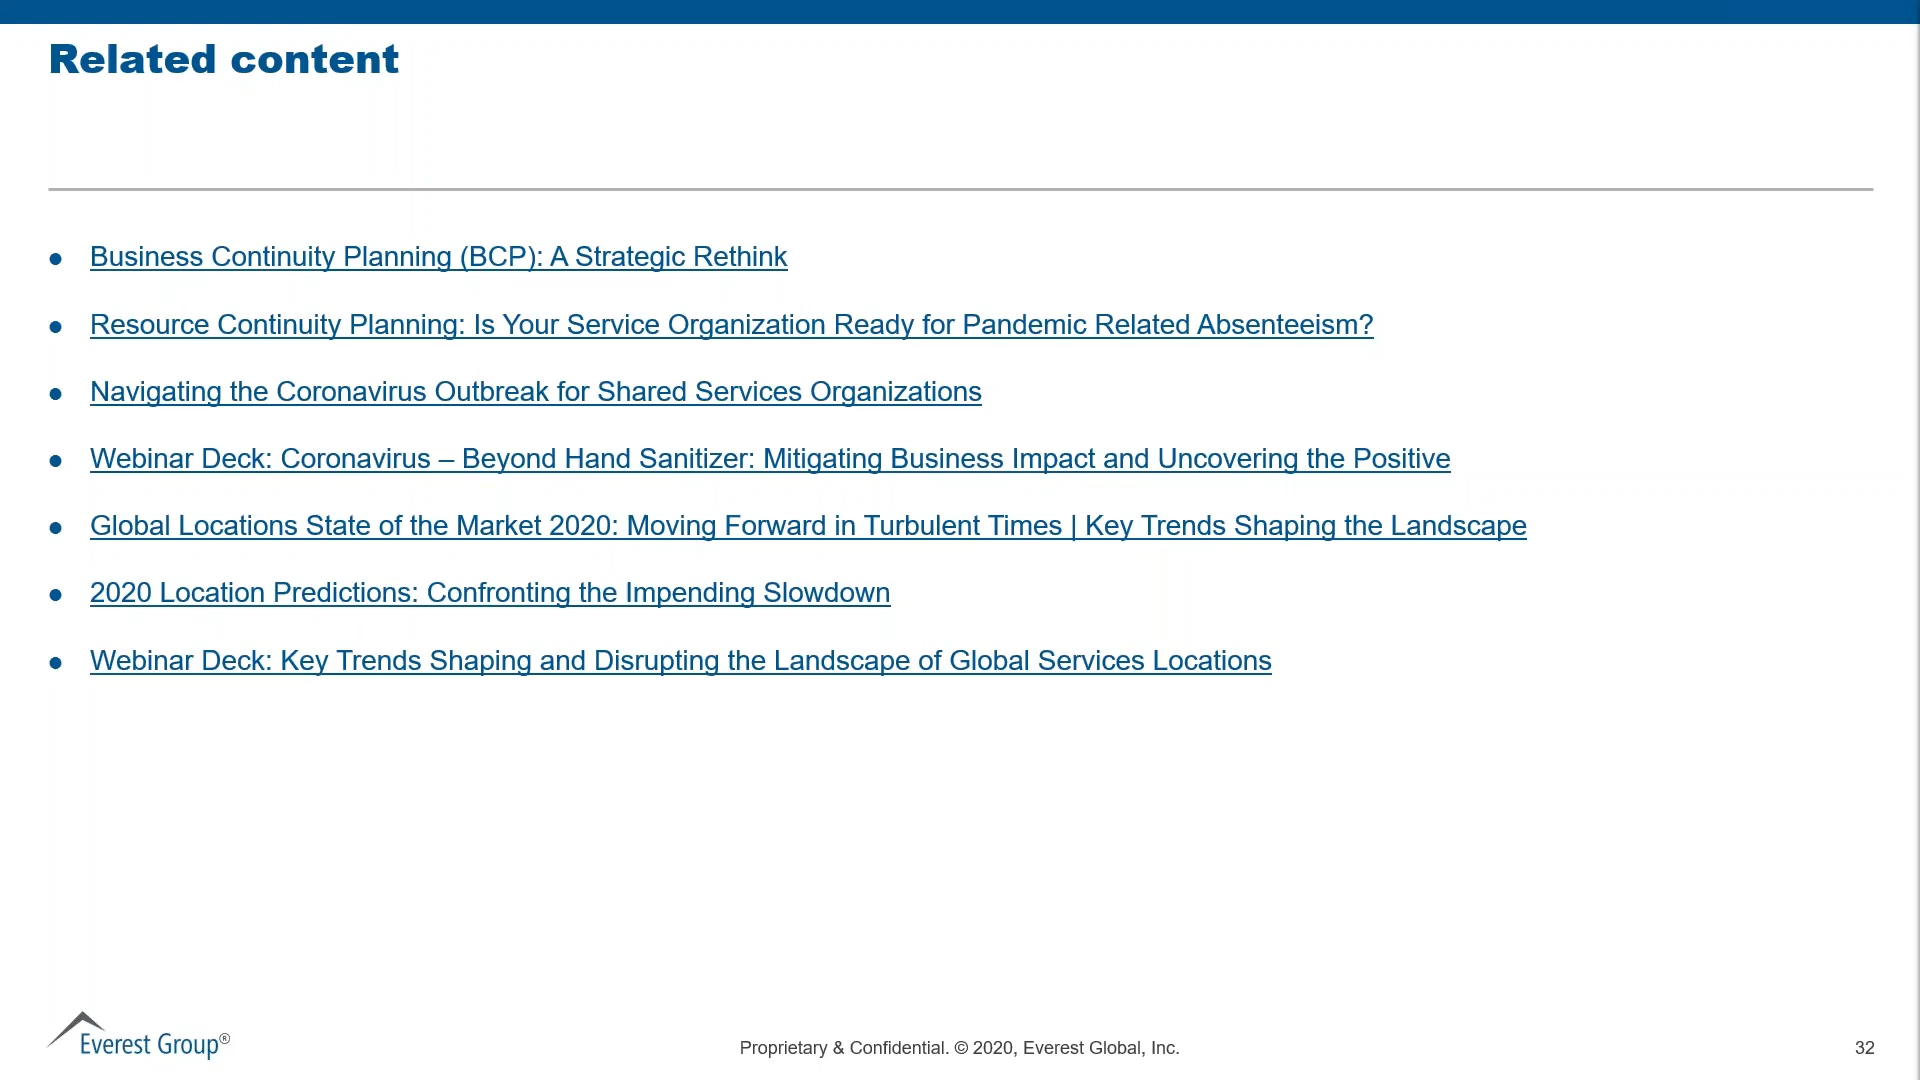 Related content
● Business Continuity Planning (BCP): A Strategic Rethink
● Resource Continuity Planning: Is Your Service Organization Ready for Pandemic Related Absenteeism?
● Navigating the Coronavirus Outbreak for Shared Services Organizations
● Webinar Deck: Coronavirus – Beyond Hand Sanitizer: Mitigating Business Impact and Uncovering the Positive
● Global Locations State of the Market 2020: Moving Forward in Turbulent Times | Key Trends Shaping the Landscape
● 2020 Location Predictions: Confronting the Impending Slowdown
● Webinar Deck: Key Trends Shaping and Disrupting the Landscape of Global Services Locations
Everest Group®
Proprietary & Confidential. © 2020, Everest Global, Inc.
32